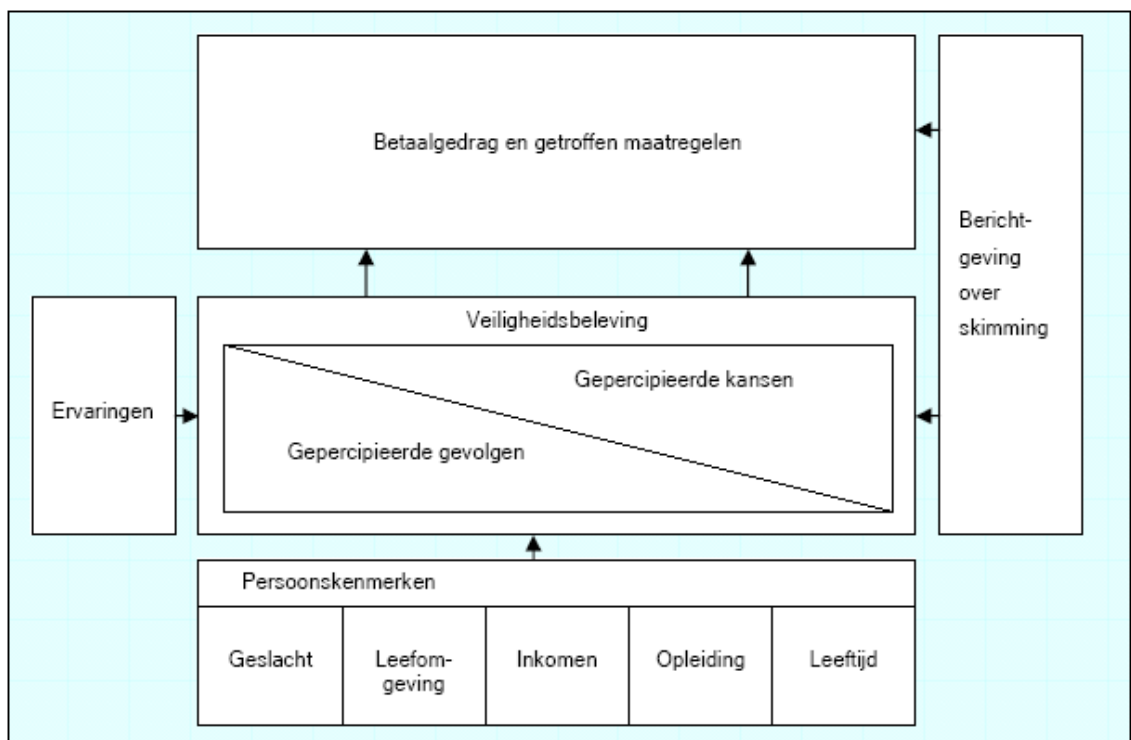 Betaalgedrag en getroffen maatregelen
Bericht-
geving
over
skimming
Veiligheidsbeleving
Gepercipieerde kansen
Ervaringen
Gepercipieerde gevolgen
Persoonskenmerken
Geslacht
Leefom-
geving
Inkomen
Opleiding
Leeftijd